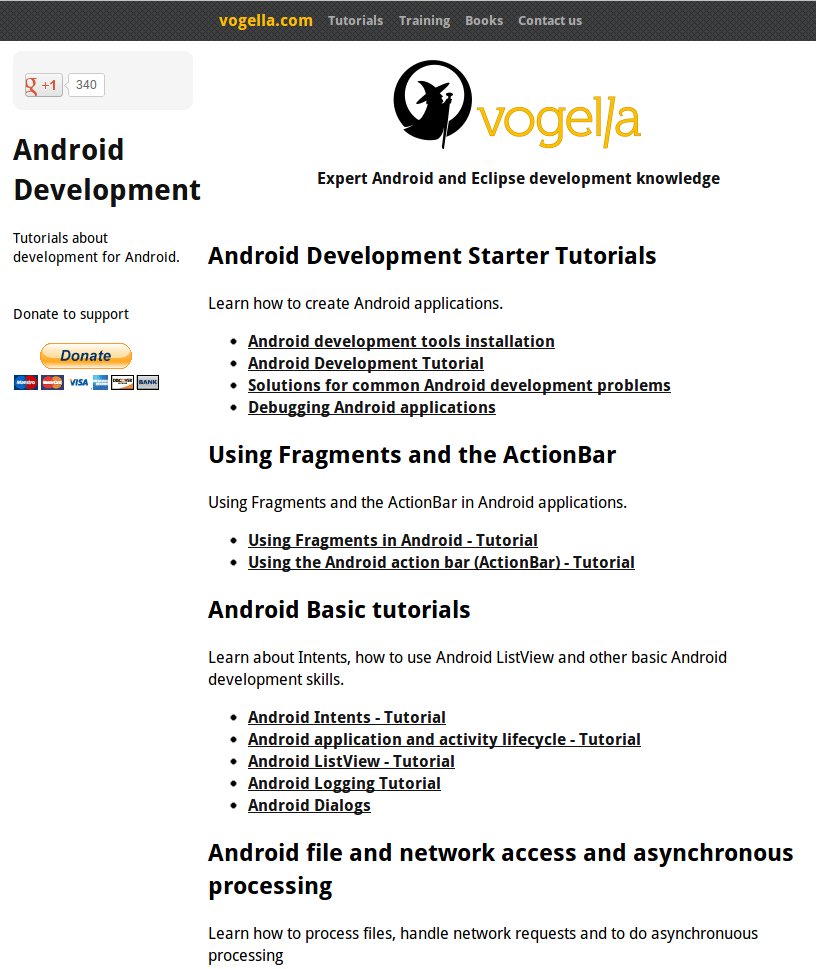 vogella.com Tutorials Training Books Contact us
+1 340
Android
Development
Tutorials about
development for Android.
Donate to support
Donate
Maestro MasterCard VISA DISCOVER BANK
vogella
Expert Android and Eclipse development knowledge
Android Development Starter Tutorials
Learn how to create Android applications.
Android development tools installation
Android Development Tutorial
Solutions for common Android development problems
Debugging Android applications
Using Fragments and the ActionBar
Using Fragments and the ActionBar in Android applications.
Using Fragments in Android - Tutorial
Using the Android action bar (ActionBar) - Tutorial
Android Basic tutorials
Learn about Intents, how to use Android ListView and other basic Android
development skills.
Android Intents - Tutorial
Android application and activity lifecycle - Tutorial
Android ListView - Tutorial
Android Logging Tutorial
Android Dialogs
Android file and network access and asynchronous
processing
Learn how to process files, handle network requests and to do asynchronuous
processing